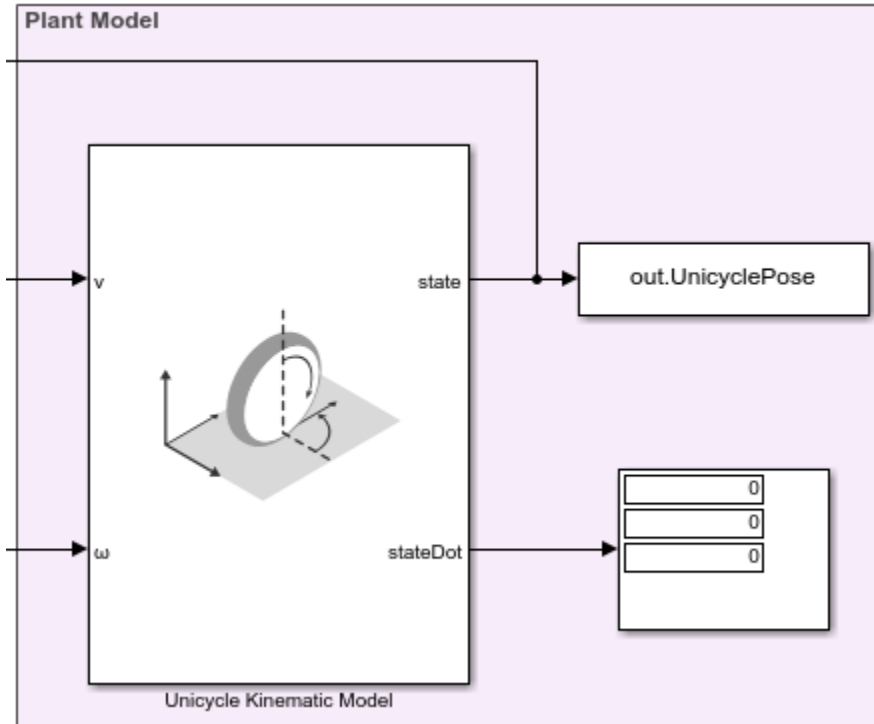 Plant Model
v
state
out.UnicyclePose
0
0
0
ω
stateDot
Unicycle Kinematic Model